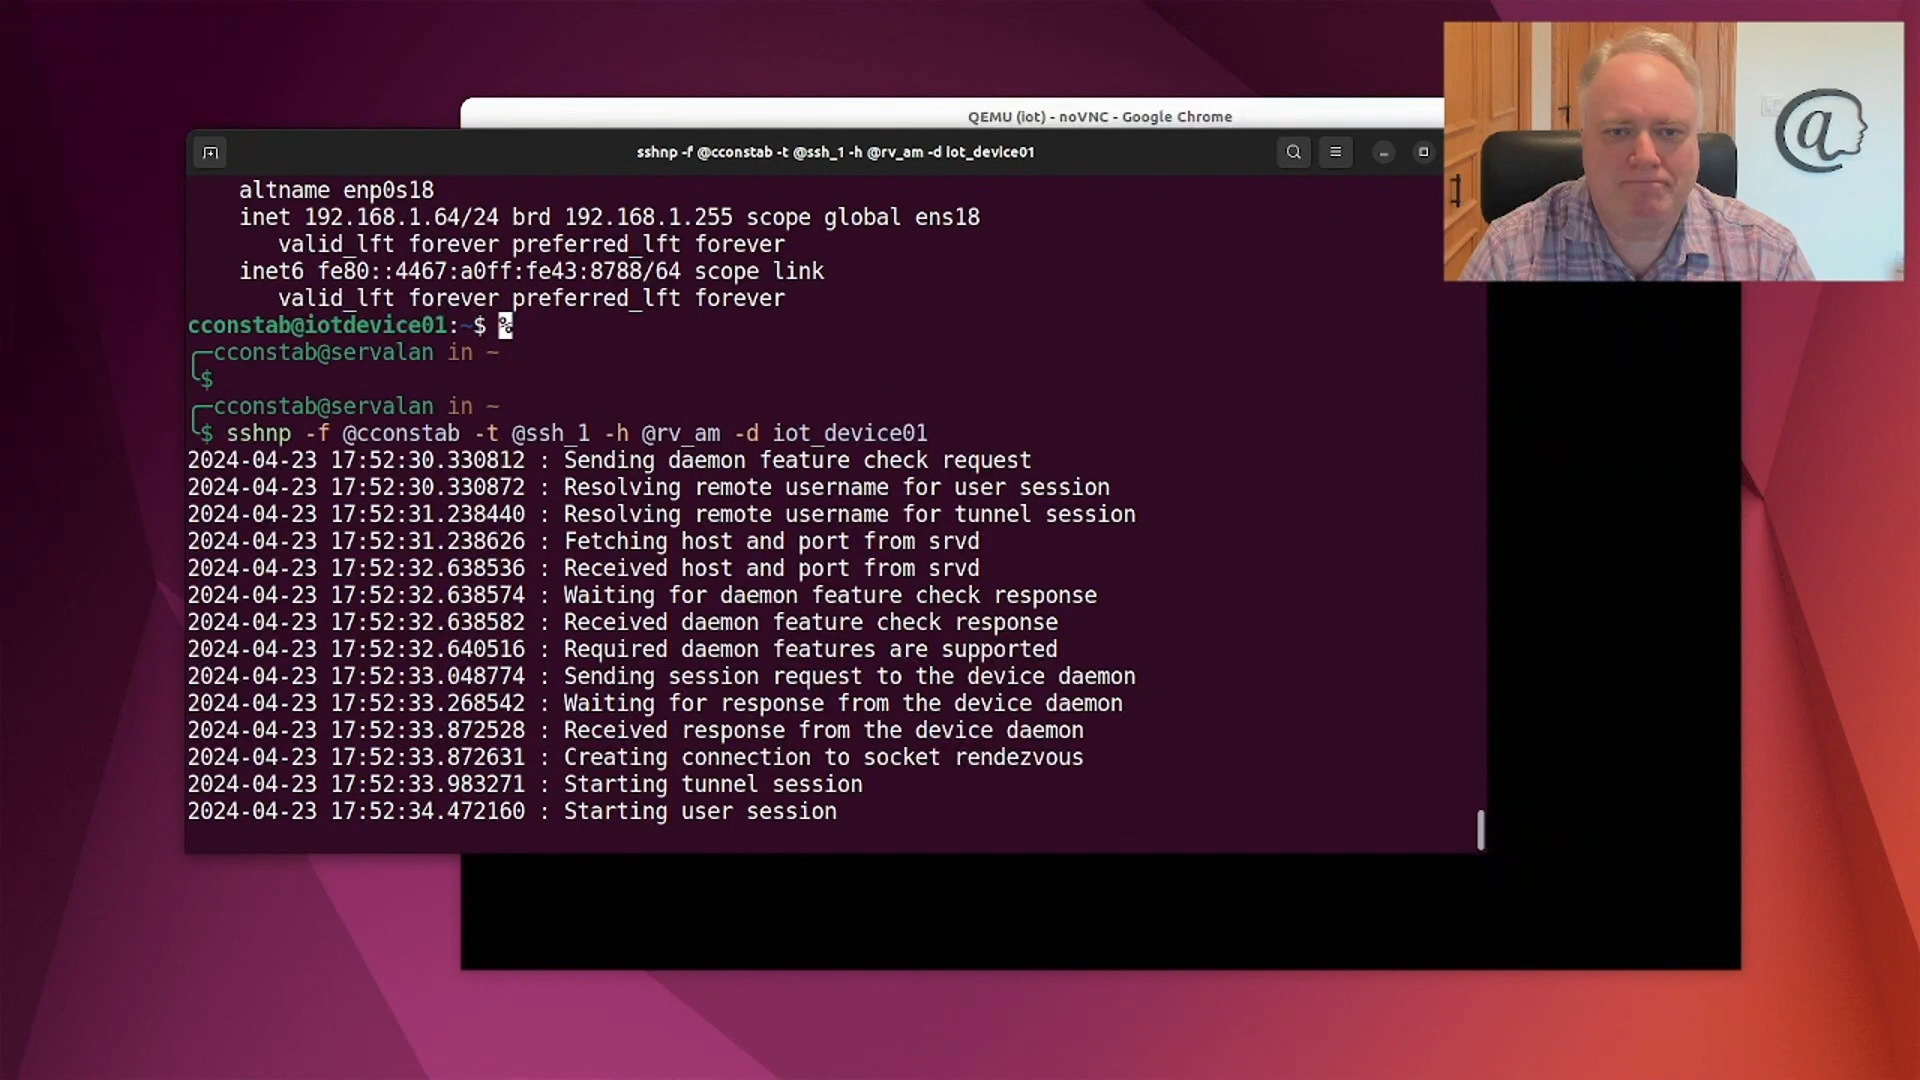 QEMU (iot) - noVNC - Google Chrome
sshnp -f @cconstab -t @ssh_1 -h @rv_am -d iot_device01
altname enp0s18
inet 192.168.1.64/24 brd 192.168.1.255 scope global ens18
valid_lft forever preferred_lft forever
inet6 fe80::4467:a0ff:fe43:8788/64 scope link
valid_lft forever preferred_lft forever
cconstab@iotdevice01:~$ %
cconstab@servalan in ~
$
cconstab@servalan in ~
$ sshnp -f @cconstab -t @ssh_1 -h @rv_am -d iot_device01
2024-04-23 17:52:30.330812 : Sending daemon feature check request
2024-04-23 17:52:30.330872 : Resolving remote username for user session
2024-04-23 17:52:31.238440 : Resolving remote username for tunnel session
2024-04-23 17:52:31.238626 : Fetching host and port from srvd
2024-04-23 17:52:32.638536 : Received host and port from srvd
2024-04-23 17:52:32.638574 : Waiting for daemon feature check response
2024-04-23 17:52:32.638582 : Received daemon feature check response
2024-04-23 17:52:32.640516 : Required daemon features are supported
2024-04-23 17:52:33.048774 : Sending session request to the device daemon
2024-04-23 17:52:33.268542 : Waiting for response from the device daemon
2024-04-23 17:52:33.872528 : Received response from the device daemon
2024-04-23 17:52:33.872631 : Creating connection to socket rendezvous
2024-04-23 17:52:33.983271 : Starting tunnel session
2024-04-23 17:52:34.472160 : Starting user session